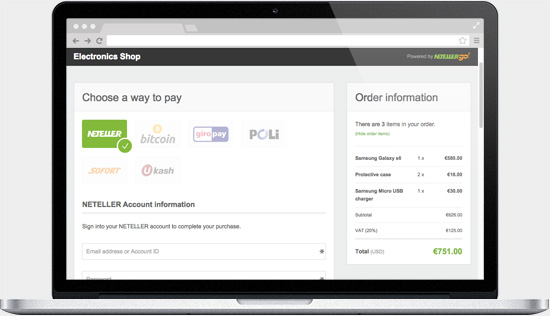 Electronics Shop
Powered by NETELLER go!
Choose a way to pay
NETELLER
bitcoin
giropay
POLi
SOFORT
Ukash
NETELLER Account information
Sign into your NETELLER account to complete your purchase.
Email address or Account ID
Password
Order information
There are 3 items in your order.
(Hide order items)
Samsung Galaxy s6 1 x €580.00
Protective case 2 x €16.00
Samsung Micro USB charger 1 x €30.00
Subtotal €626.00
VAT (20%) €125.00
Total (USD) €751.00